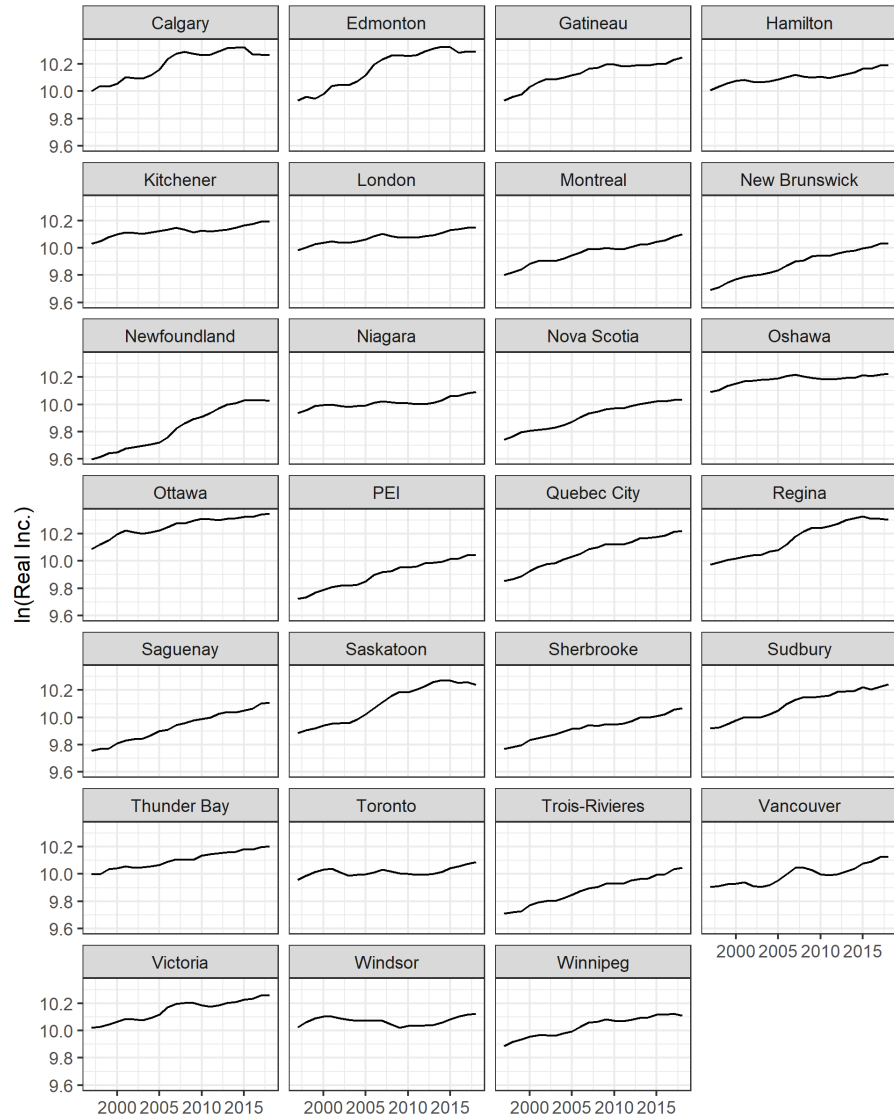 Calgary Edmonton Gatineau Hamilton
10.2
10.0
9.8
9.6
Kitchener London Montreal New Brunswick
10.2
10.0
9.8
9.6
Newfoundland Niagara Nova Scotia Oshawa
10.2
10.0
9.8
9.6
ln(Real Inc.)
Ottawa PEI Quebec City Regina
10.2
10.0
9.8
9.6
Saguenay Saskatoon Sherbrooke Sudbury
10.2
10.0
9.8
9.6
Thunder Bay Toronto Trois-Rivieres Vancouver
10.2
10.0
9.8
9.6
2000 2005 2010 2015
Victoria Windsor Winnipeg
10.2
10.0
9.8
9.6
2000 2005 2010 2015 2000 2005 2010 2015 2000 2005 2010 2015